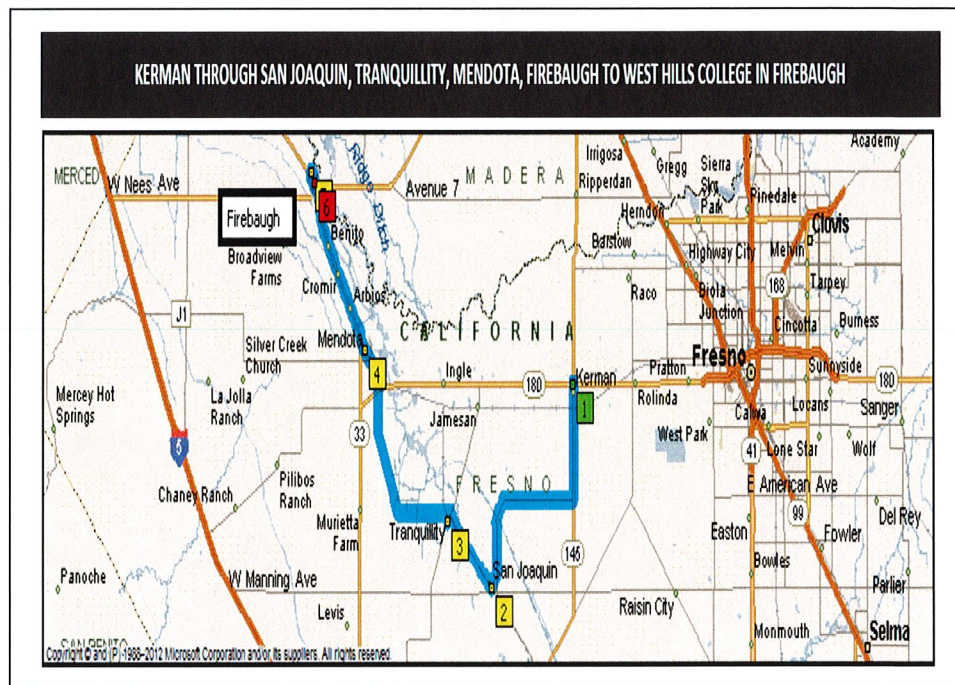 KERMAN THROUGH SAN JOAQUIN, TRANQUILLITY, MENDOTA, FIREBAUGH TO WEST HILLS COLLEGE IN FIREBAUGH
MERCED
W Nees Ave
Ridge Ditch
Avenue 7
MADERA
Irrigosa
Ripperdan
Gregg
Sierra Sky Park
Academy
Pinedale
Herndon
Clovis
Firebaugh
6
Benito
Broadview Farms
Barstow
Highway City
Melvin
Cromir
Arbios
Raco
Biola Junction
168
Tarpey
J1
CALIFORNIA
Cincotta
Burness
Mendota
Silver Creek Church
Fresno
4
Ingle
180
Kerman
Pratton
Rolinda
Sunnyside
180
Mercey Hot Springs
La Jolla Ranch
Jamesan
1
Calwa
Locans
Sanger
33
West Park
5
41
Lone Star
Wolf
Chaney Ranch
Pilibos Ranch
FRESNO
E American Ave
99
Murietta Farm
Tranquillity
3
Easton
Fowler
Del Rey
145
San Joaquin
Bowles
Panoche
W Manning Ave
2
Parlier
Levis
Raisin City
Monmouth
Selma
SAN BENITO
Copyright © and (P) 1988–2012 Microsoft Corporation and/or its suppliers. All rights reserved.